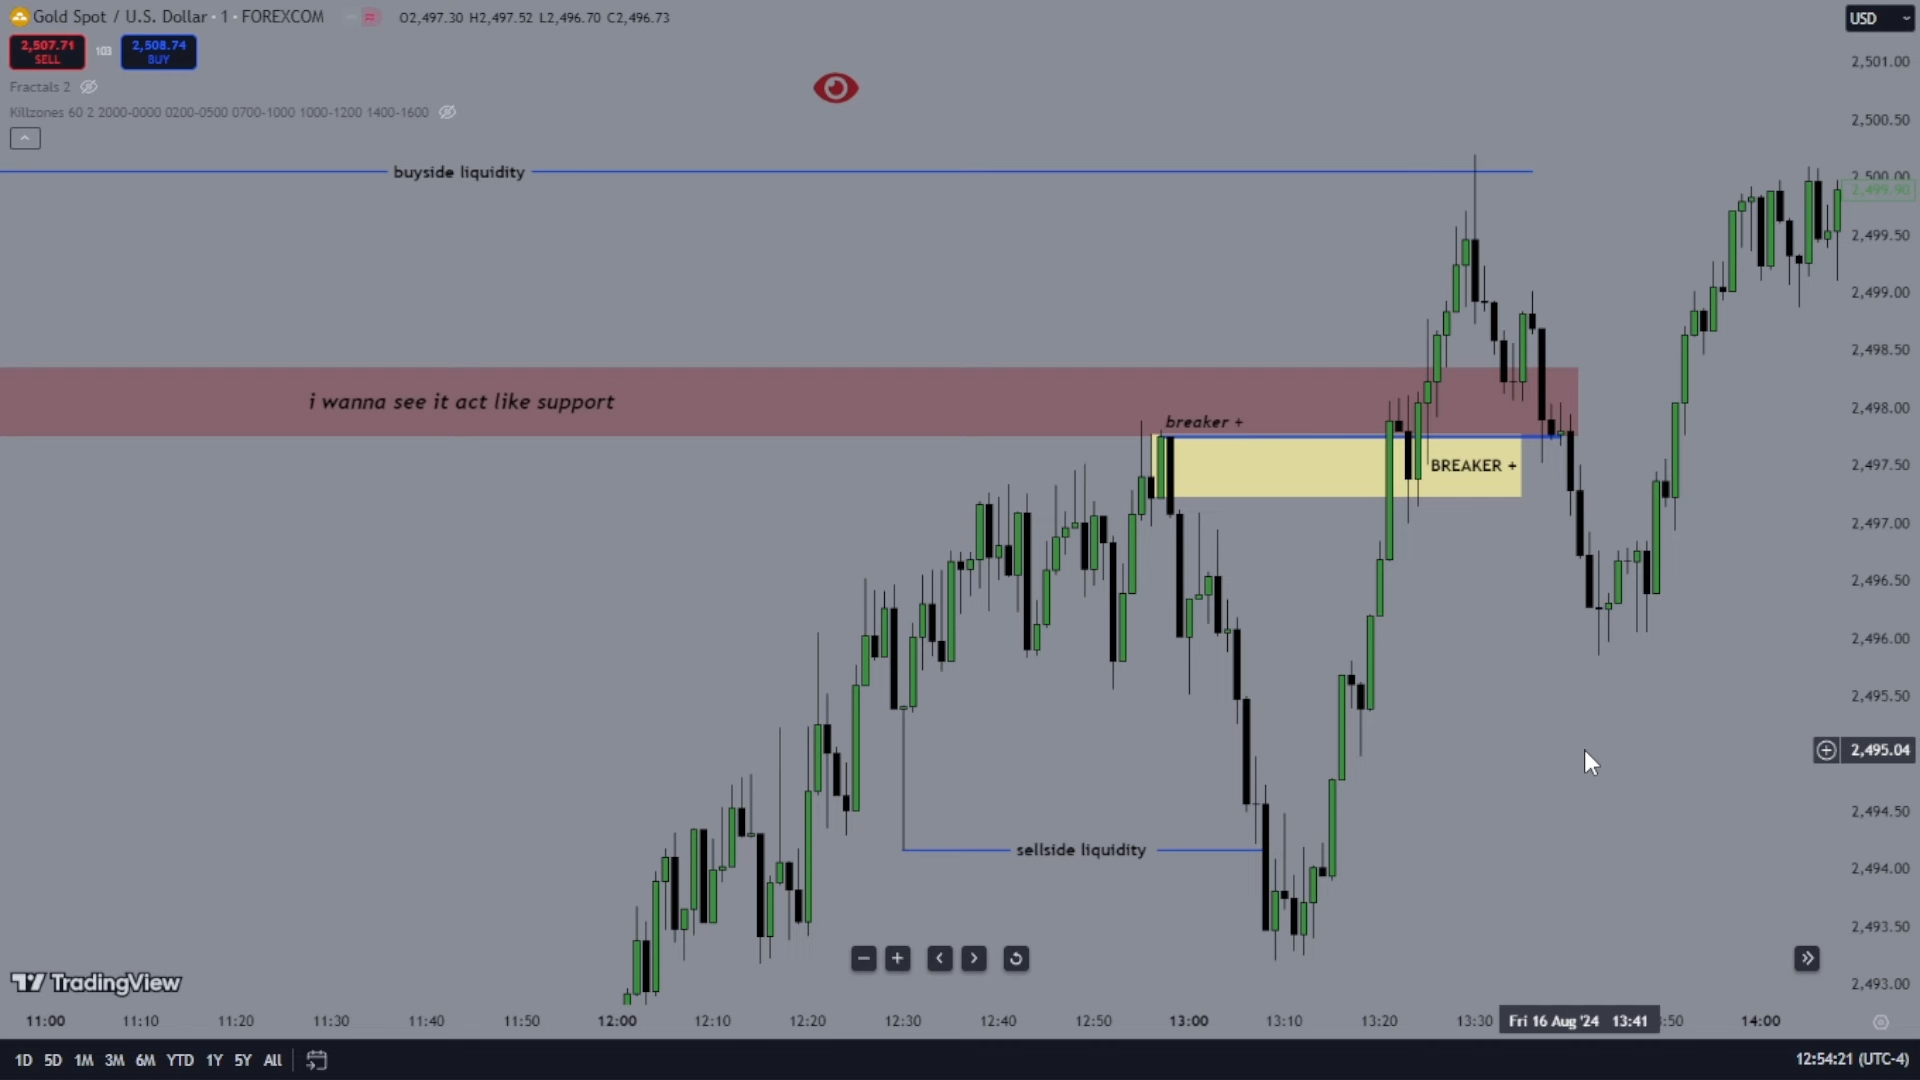 Gold Spot / U.S. Dollar · 1 · FOREXCOM O2,497.30 H2,497.52 L2,496.70 C2,496.73
USD
2,507.71 SELL
103
2,508.74 BUY
Fractals 2
Killzones 60 2 2000-0000 0200-0500 0700-1000 1000-1200 1400-1600
buyside liquidity
i wanna see it act like support
breaker +
BREAKER +
sellside liquidity
2,501.00
2,500.50
2,500.00
2,499.90
2,499.50
2,499.00
2,498.50
2,498.00
2,497.50
2,497.00
2,496.50
2,496.00
2,495.50
2,495.04
2,494.50
2,494.00
2,493.50
2,493.00
TradingView
11:00 11:10 11:20 11:30 11:40 11:50 12:00 12:10 12:20 12:30 12:40 12:50 13:00 13:10 13:20 13:30 Fri 16 Aug '24 13:41 :50 14:00
1D 5D 1M 3M 6M YTD 1Y 5Y All
12:54:21 (UTC-4)